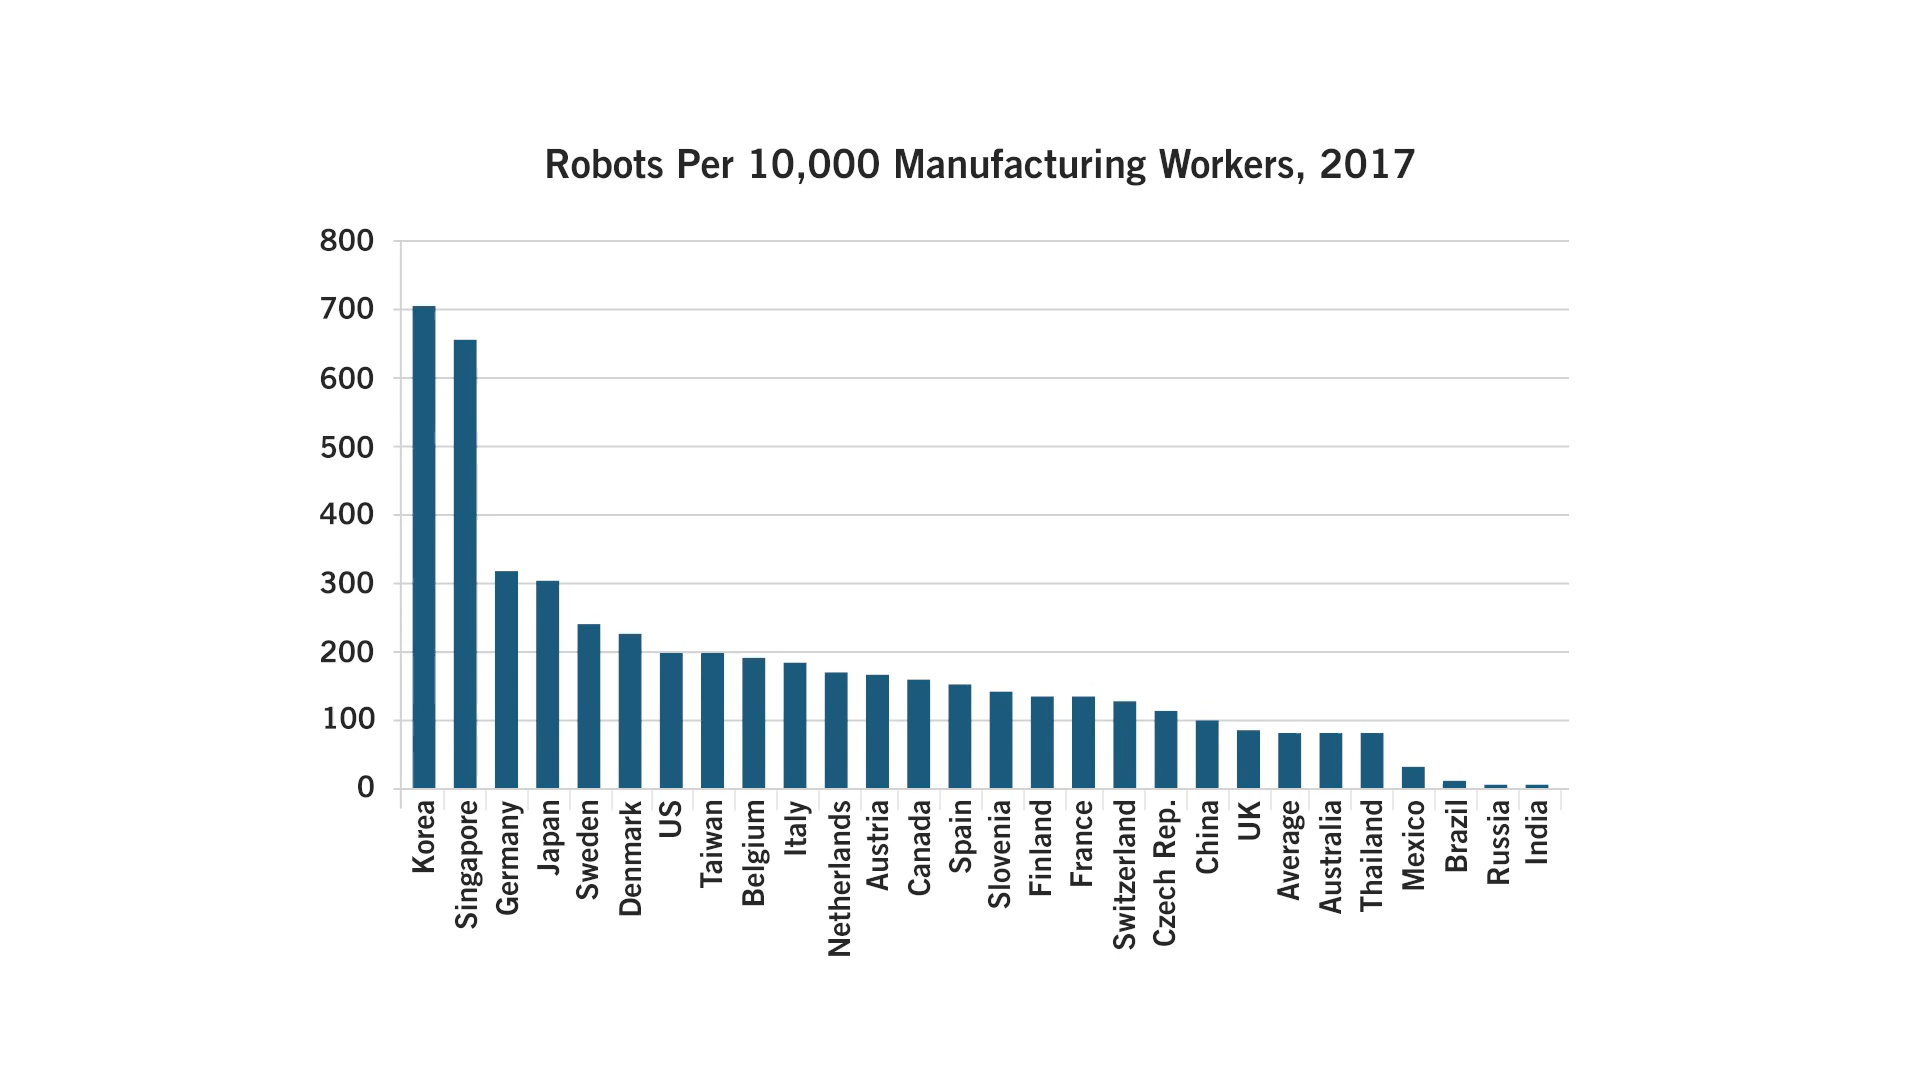 Robots Per 10,000 Manufacturing Workers, 2017
800
700
600
500
400
300
200
100
0
Korea
Singapore
Germany
Japan
Sweden
Denmark
US
Taiwan
Belgium
Italy
Netherlands
Austria
Canada
Spain
Slovenia
Finland
France
Switzerland
Czech Rep.
China
UK
Average
Australia
Thailand
Mexico
Brazil
Russia
India